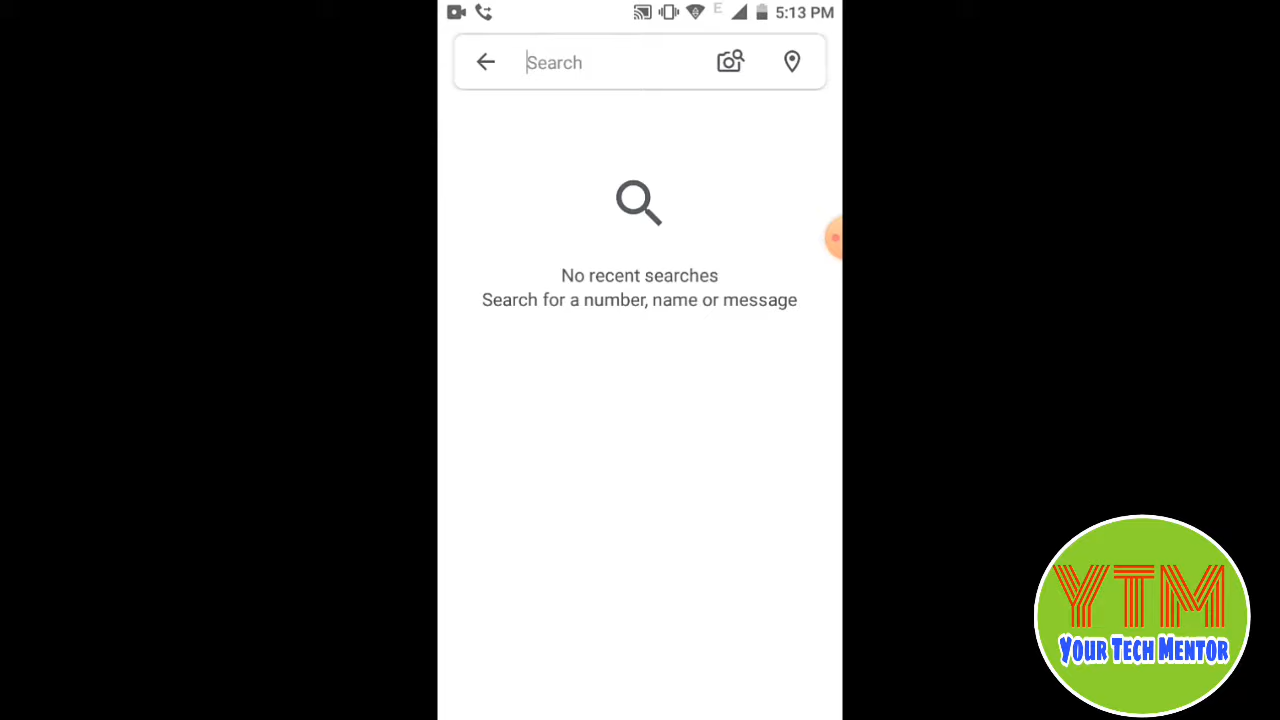 E 5:13 PM
Search
No recent searches
Search for a number, name or message
YTM
YOUR TECH MENTOR